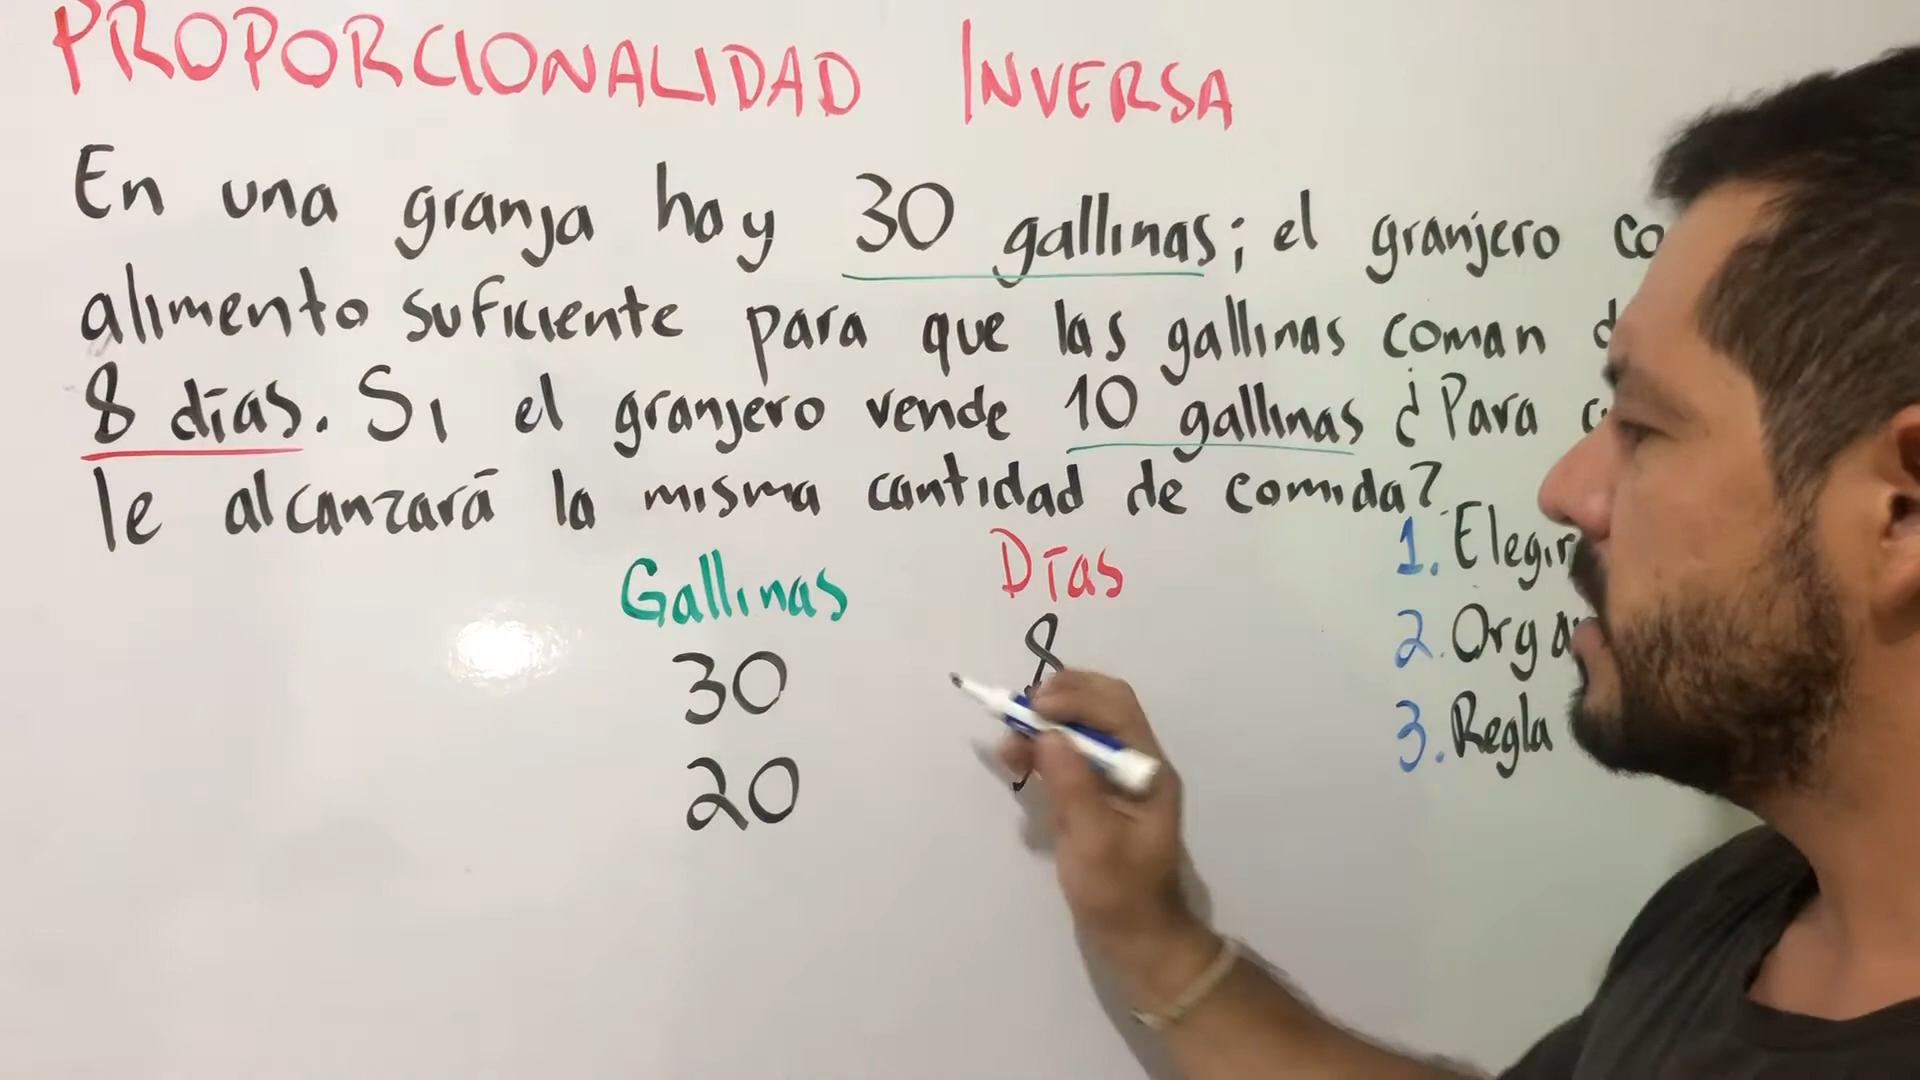 PROPORCIONALIDAD INVERSA
En una granja hay 30 gallinas; el granjero
alimento suficiente para que las gallinas coman
8 días. Si el granjero vende 10 gallinas ¿Para
le alcanzará la misma cantidad de comida?
Gallinas Días
30 8
20
1. Elegir
2. Orga
3. Regla